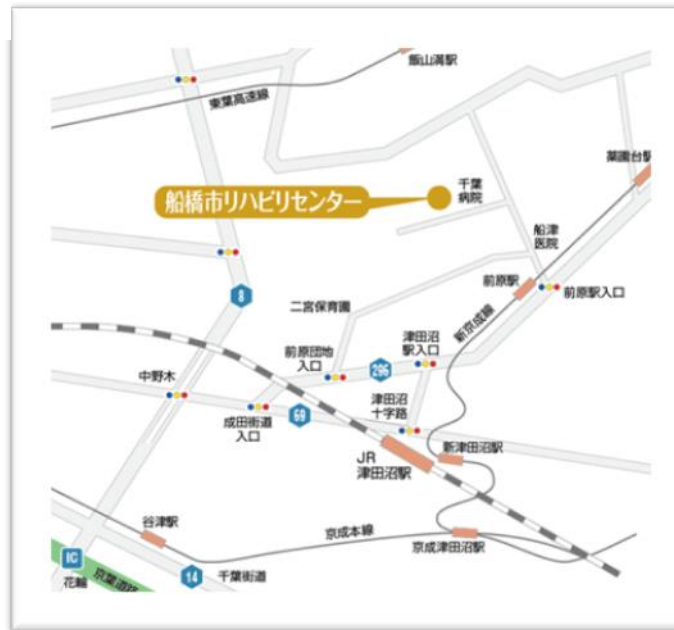 飯山満駅
東葉高速線
薬園台駅
千葉
病院
船橋市リハビリセンター
船津
医院
前原駅
前原駅入口
8
二宮保育園
新京成線
津田沼
駅入口
前原団地
入口
296
中野木
津田沼
十字路
69
成田街道
入口
JR
津田沼駅
新津田沼駅
谷津駅
京成本線
京成津田沼駅
IC
花輪
京葉道路
14
千葉街道